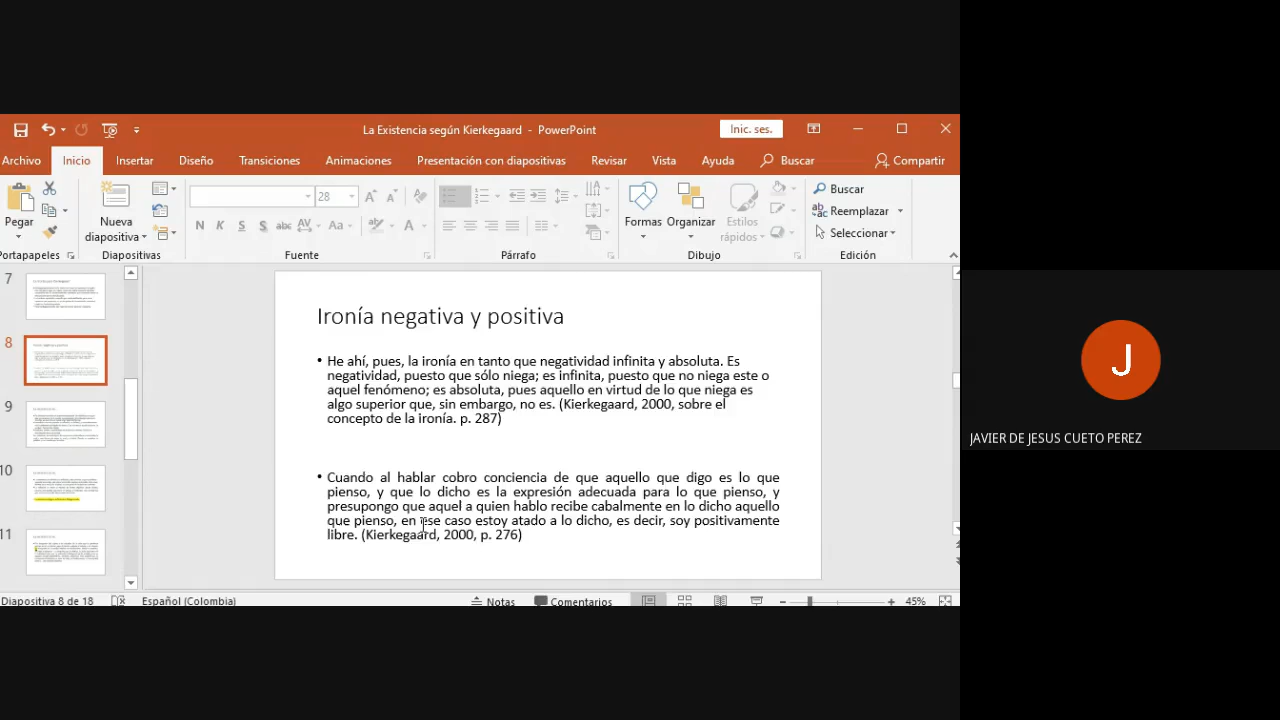 La Existencia según Kierkegaard - PowerPoint
Inic. ses.
Archivo Inicio Insertar Diseño Transiciones Animaciones Presentación con diapositivas Revisar Vista Ayuda Buscar Compartir
28
Pegar
Nueva diapositiva
N K S S abc AV Aa A
Formas
Organizar
Estilos rápidos
Buscar
Reemplazar
Seleccionar
Portapapeles Diapositivas Fuente Párrafo Dibujo Edición
7
8
9
10
11
Ironía negativa y positiva
• He ahí, pues, la ironía en tanto que negatividad infinita y absoluta. Es
negatividad, puesto que sólo niega; es infinita, puesto que no niega este o
aquel fenómeno; es absoluta, pues aquello en virtud de lo que niega es
algo superior que, sin embargo, no es. (Kierkegaard, 2000, sobre el
concepto de la ironía. p. 287)
• Cuando al hablar cobro conciencia de que aquello que digo es lo que
pienso, y que lo dicho es la expresión adecuada para lo que pienso, y
presupongo que aquel a quien hablo recibe cabalmente en lo dicho aquello
que pienso, en ese caso estoy atado a lo dicho, es decir, soy positivamente
libre. (Kierkegaard, 2000, p. 276)
Diapositiva 8 de 18 Español (Colombia) Notas Comentarios 45%
J
JAVIER DE JESUS CUETO PEREZ